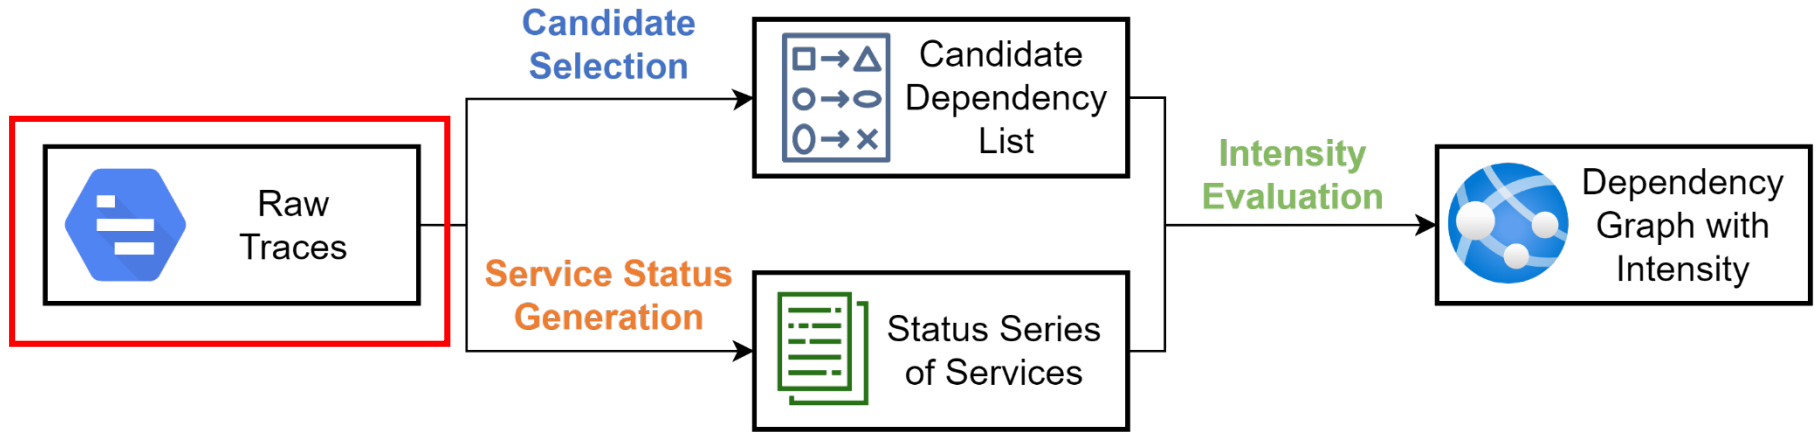 Raw
Traces
Candidate
Selection
Service Status
Generation
Candidate
Dependency
List
Status Series
of Services
Intensity
Evaluation
Dependency
Graph with
Intensity